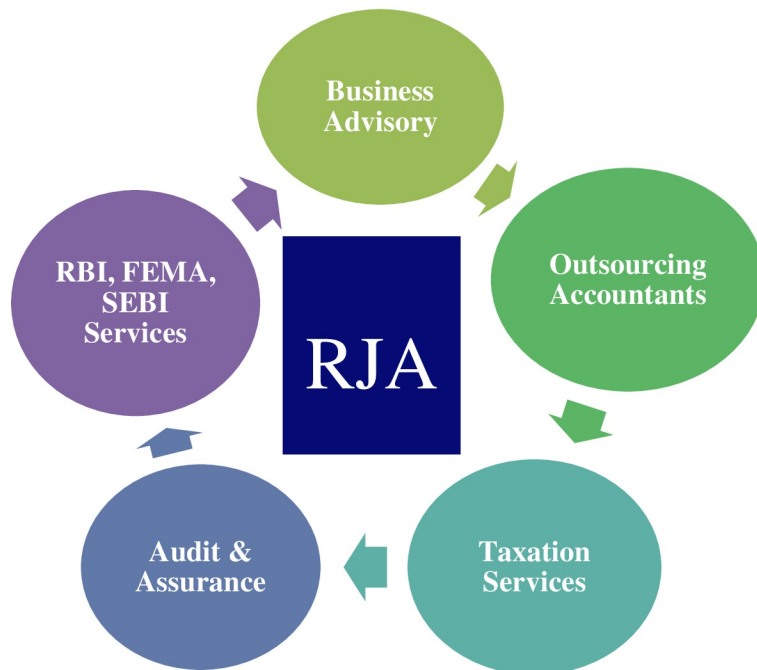 Business
Advisory
Outsourcing
Accountants
Taxation
Services
Audit &
Assurance
RBI, FEMA,
SEBI
Services
RJA